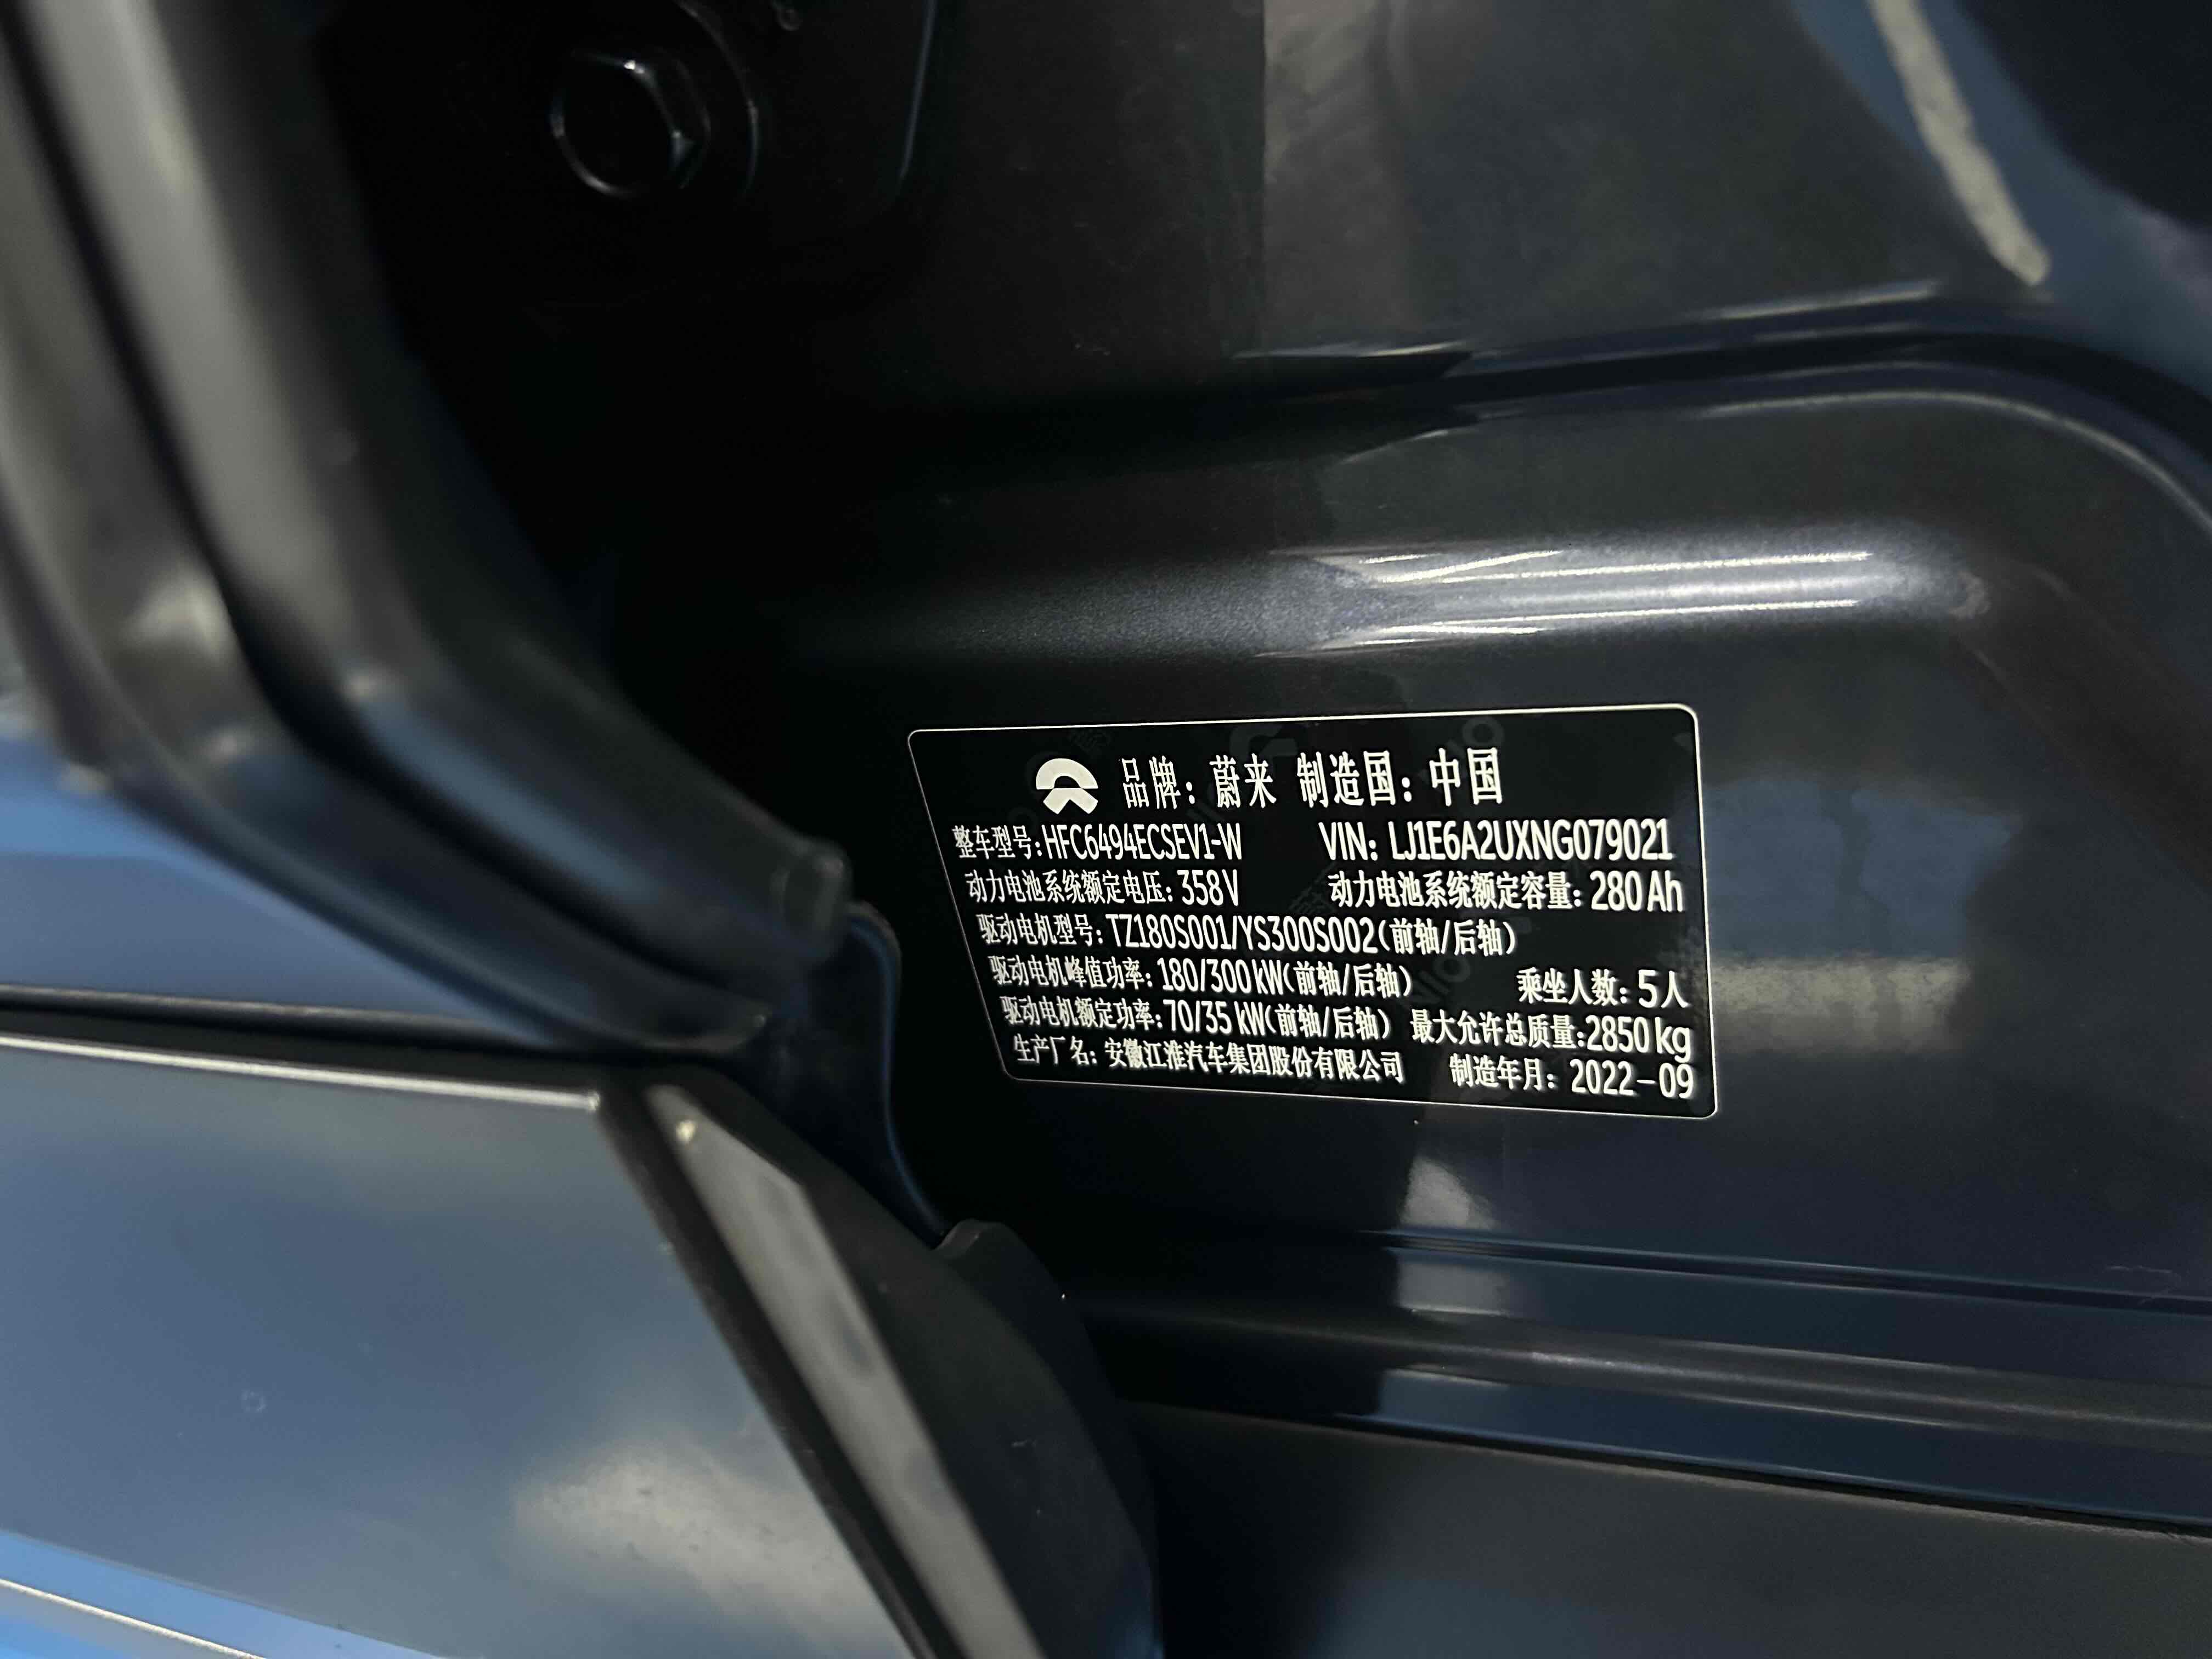 品牌：蔚来 制造国：中国
整车型号：HFC6494ECSEV1-W VIN：LJ1E6A2UXNG079021
动力电池系统额定电压：358V 动力电池系统额定容量：280Ah
驱动电机型号：TZ180S001/YS300S002(前轴/后轴)
驱动电机峰值功率：180/300kW(前轴/后轴) 乘坐人数：5人
驱动电机额定功率：70/35 kW(前轴/后轴) 最大允许总质量：2850kg
生产厂名：安徽江淮汽车集团股份有限公司 制造年月：2022-09